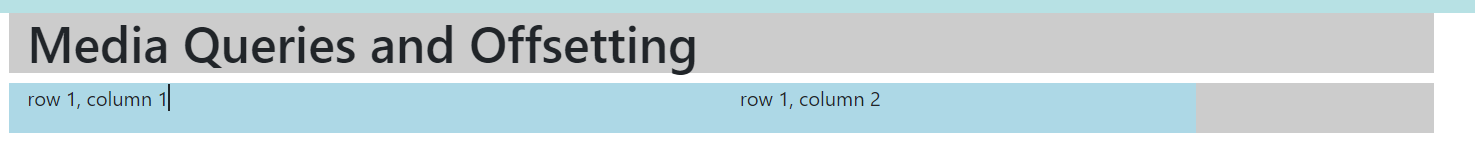 Media Queries and Offsetting
row 1, column 1 row 1, column 2